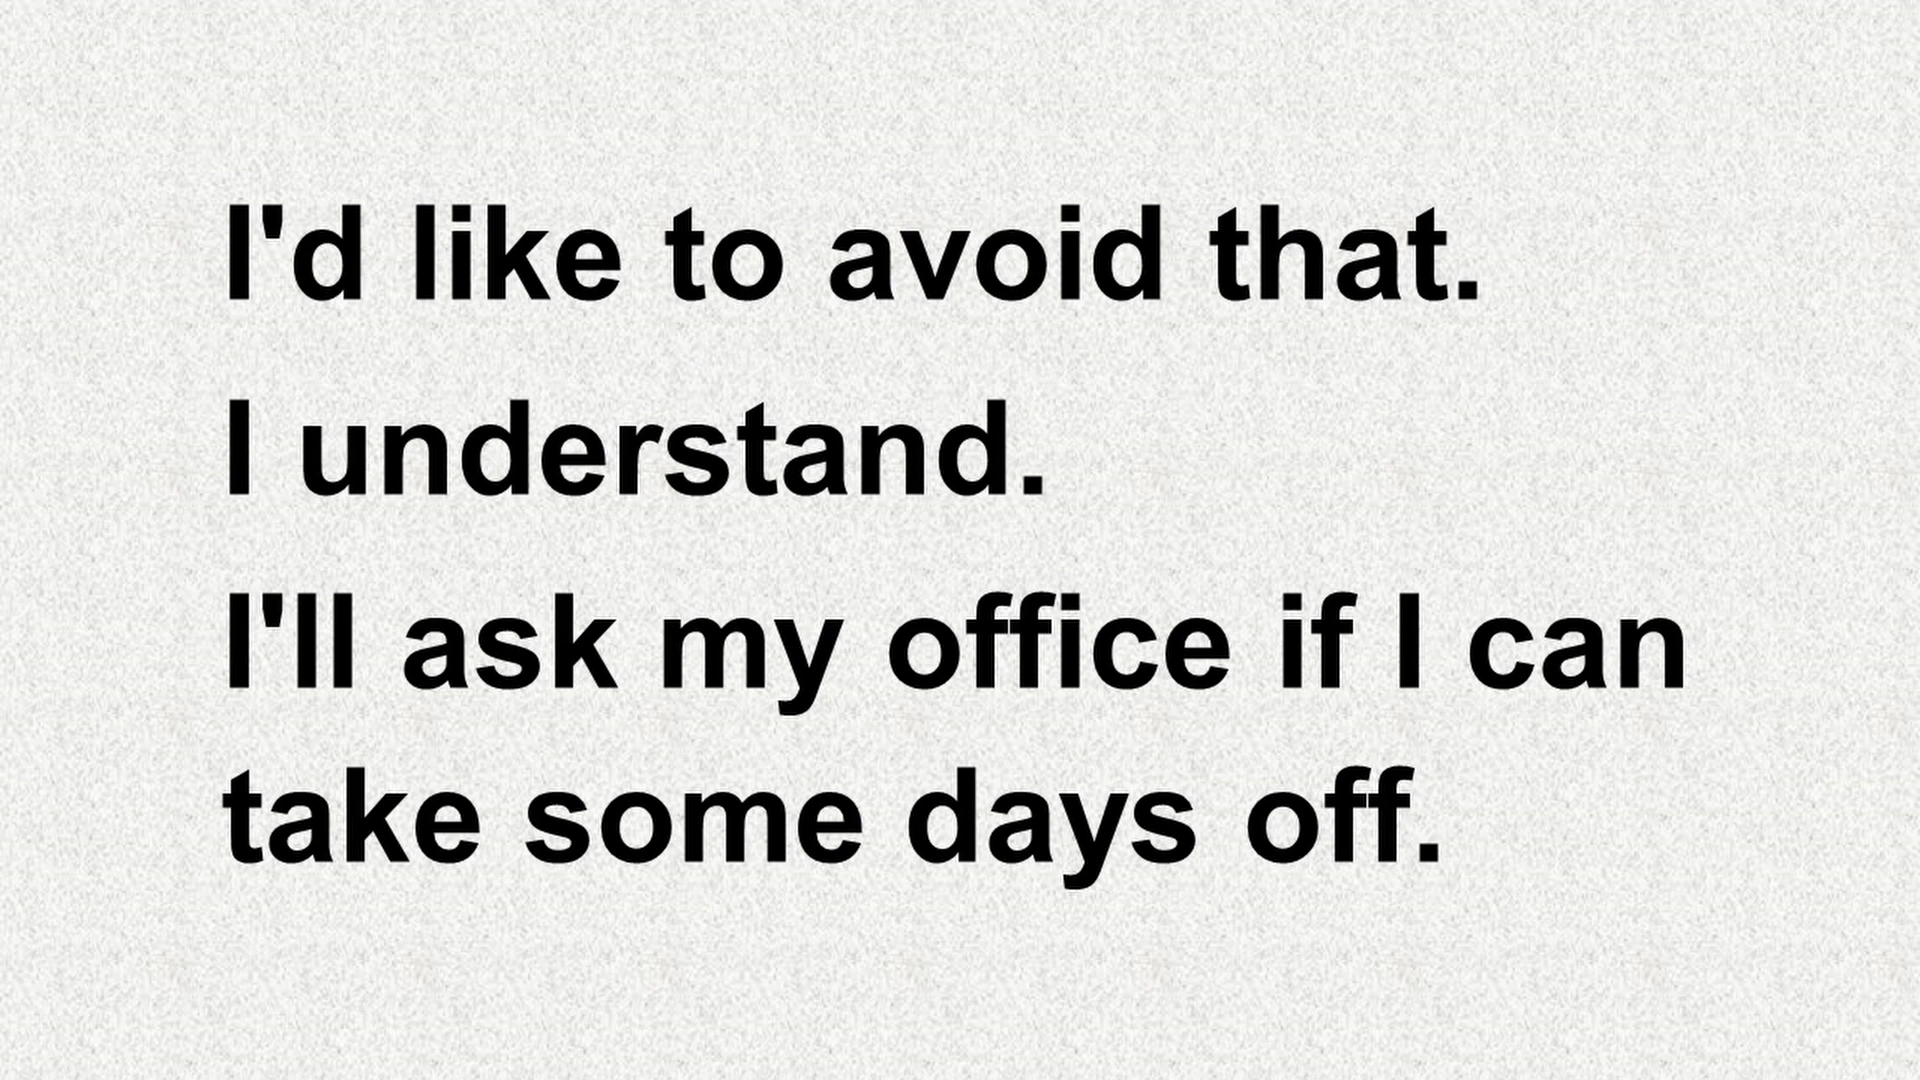 I'd like to avoid that.
I understand.
I'll ask my office if I can
take some days off.